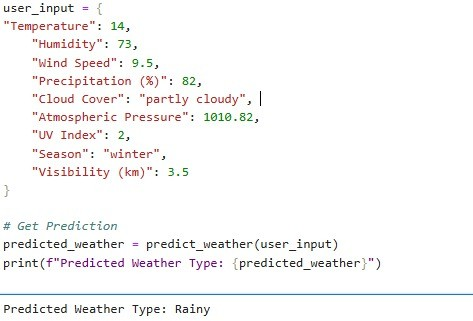 user_input = {
"Temperature": 14,
    "Humidity": 73,
    "Wind Speed": 9.5,
    "Precipitation (%)": 82,
    "Cloud Cover": "partly cloudy",
    "Atmospheric Pressure": 1010.82,
    "UV Index": 2,
    "Season": "winter",
    "Visibility (km)": 3.5
}

# Get Prediction
predicted_weather = predict_weather(user_input)
print(f"Predicted Weather Type: {predicted_weather}")

Predicted Weather Type: Rainy